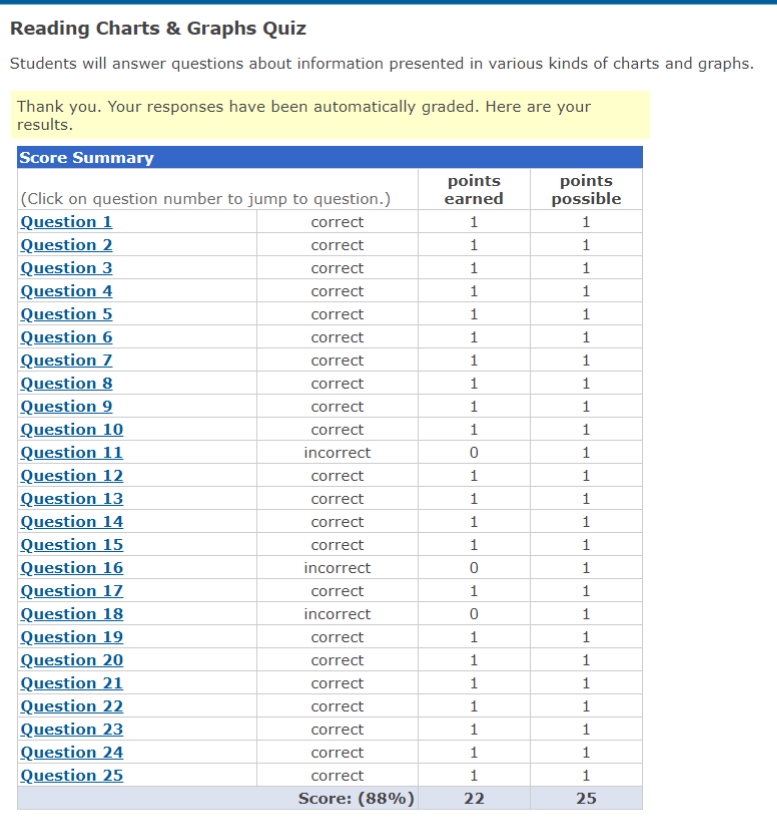 Reading Charts & Graphs Quiz
Students will answer questions about information presented in various kinds of charts and graphs.
Thank you. Your responses have been automatically graded. Here are your
results.
Score Summary
(Click on question number to jump to question.) points earned points possible
Question 1 correct 1 1
Question 2 correct 1 1
Question 3 correct 1 1
Question 4 correct 1 1
Question 5 correct 1 1
Question 6 correct 1 1
Question 7 correct 1 1
Question 8 correct 1 1
Question 9 correct 1 1
Question 10 correct 1 1
Question 11 incorrect 0 1
Question 12 correct 1 1
Question 13 correct 1 1
Question 14 correct 1 1
Question 15 correct 1 1
Question 16 incorrect 0 1
Question 17 correct 1 1
Question 18 incorrect 0 1
Question 19 correct 1 1
Question 20 correct 1 1
Question 21 correct 1 1
Question 22 correct 1 1
Question 23 correct 1 1
Question 24 correct 1 1
Question 25 correct 1 1
Score: (88%) 22 25